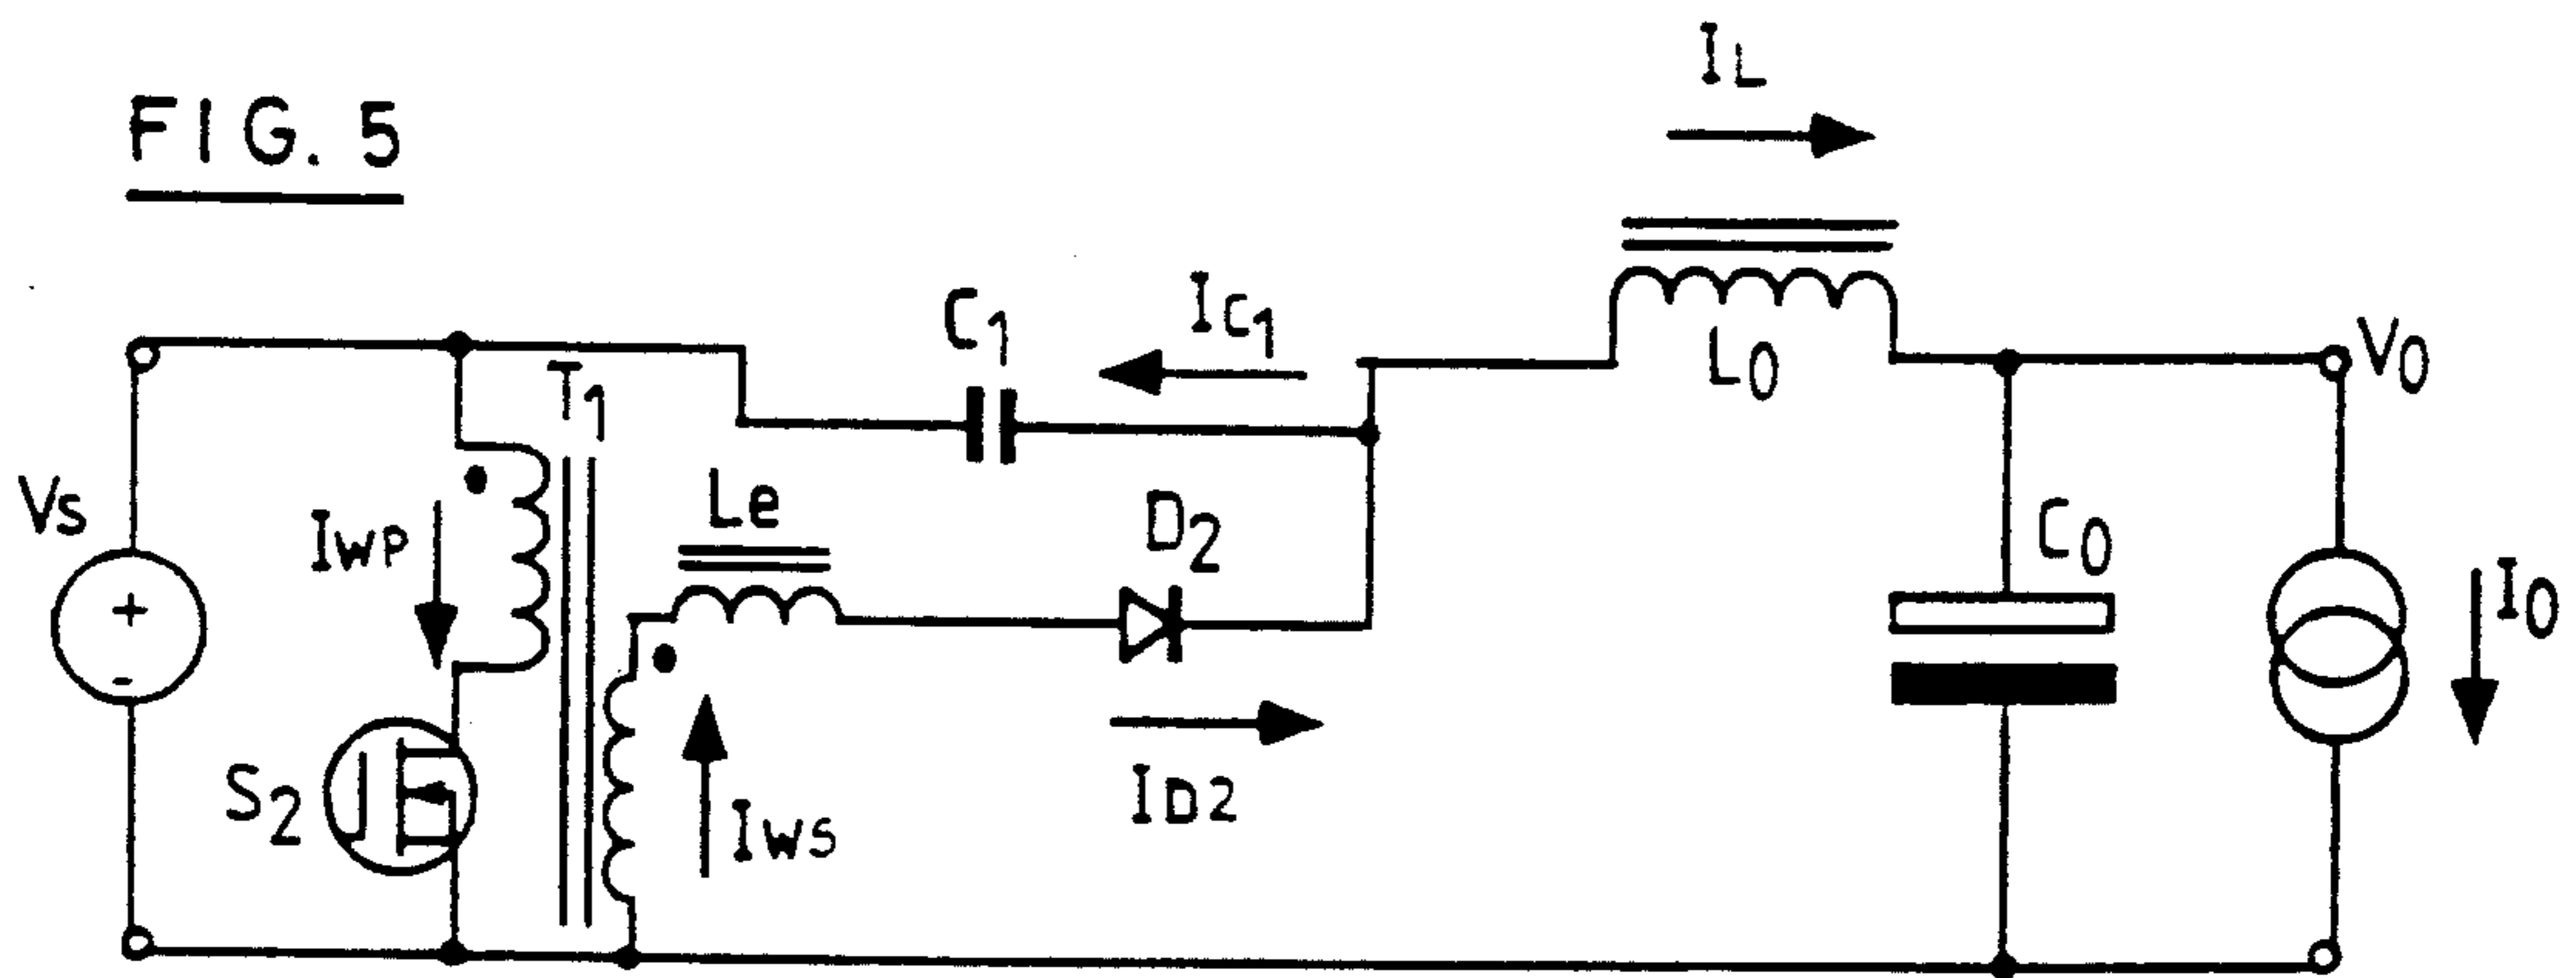 FIG. 5
IL
C1
IC1
L0
V0
T1
Vs
IWP
Le
D2
C0
I0
+
-
S2
IWS
ID2